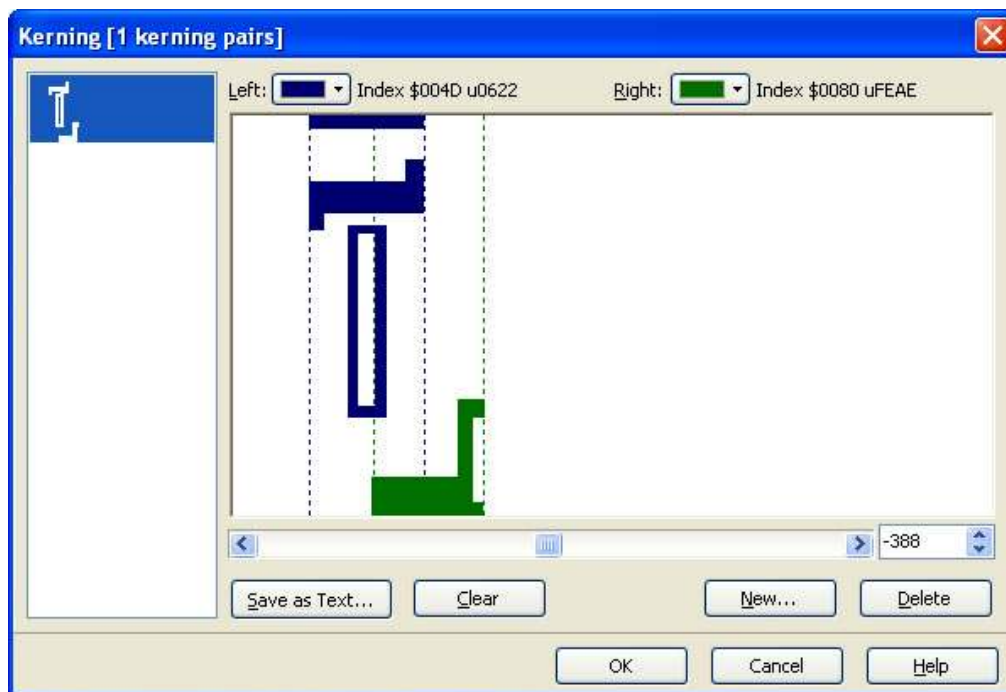 Kerning [1 kerning pairs]
Left: Index $004D u0622 Right: Index $0080 uFEAE
-388
Save as Text... Clear New... Delete
OK Cancel Help